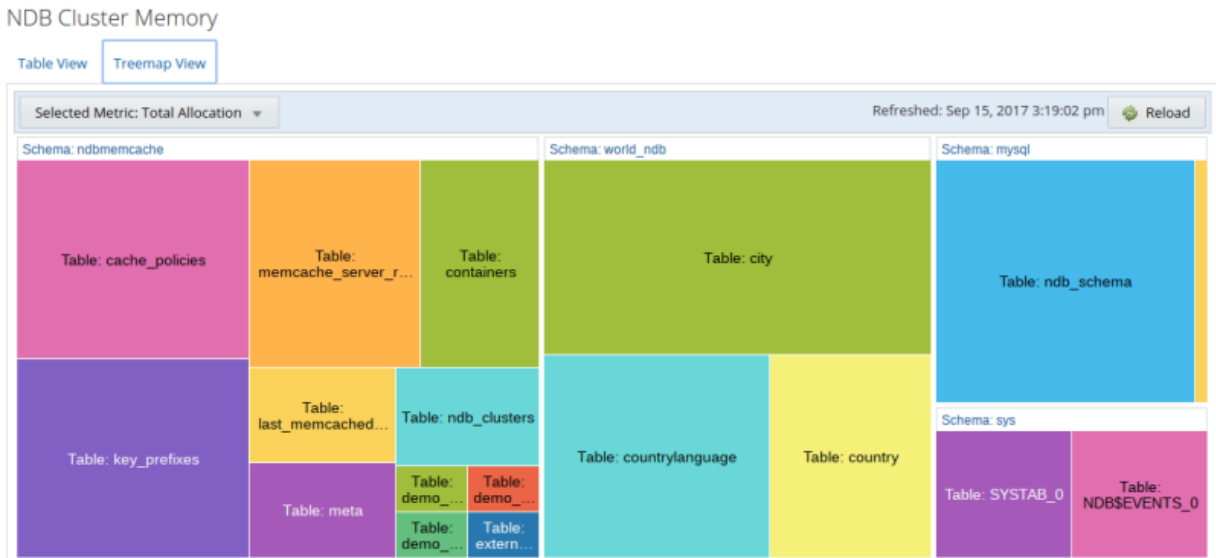 NDB Cluster Memory
Table View
Treemap View
Selected Metric: Total Allocation
Refreshed: Sep 15, 2017 3:19:02 pm
Reload
Schema: ndbmemcache
Table: cache_policies
Table:
memcache_server_r...
Table:
containers
Table: key_prefixes
Table:
last_memcached...
Table: ndb_clusters
Table: meta
Table:
demo_...
Table:
demo_...
Table:
demo_...
Table:
extern...
Schema: world_ndb
Table: city
Table: countrylanguage
Table: country
Schema: mysql
Table: ndb_schema
Schema: sys
Table: SYSTAB_0
Table:
NDB$EVENTS_0